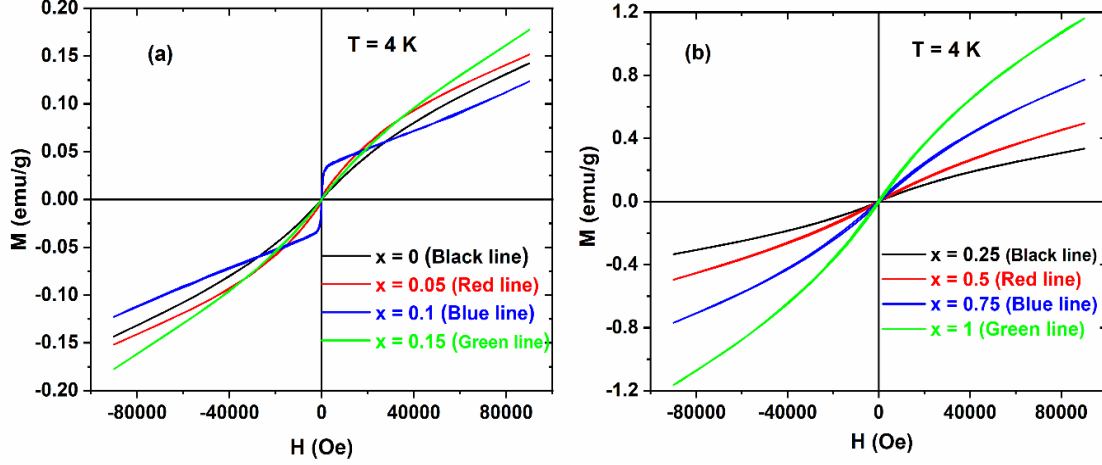 (a)
T = 4 K
M (emu/g)
0.20
0.15
0.10
0.05
0.00
-0.05
-0.10
-0.15
-0.20
x = 0 (Black line)
x = 0.05 (Red line)
x = 0.1 (Blue line)
x = 0.15 (Green line)
-80000 -40000 0 40000 80000
H (Oe)
(b)
T = 4 K
M (emu/g)
1.2
0.8
0.4
0.0
-0.4
-0.8
-1.2
x = 0.25 (Black line)
x = 0.5 (Red line)
x = 0.75 (Blue line)
x = 1 (Green line)
-80000 -40000 0 40000 80000
H (Oe)